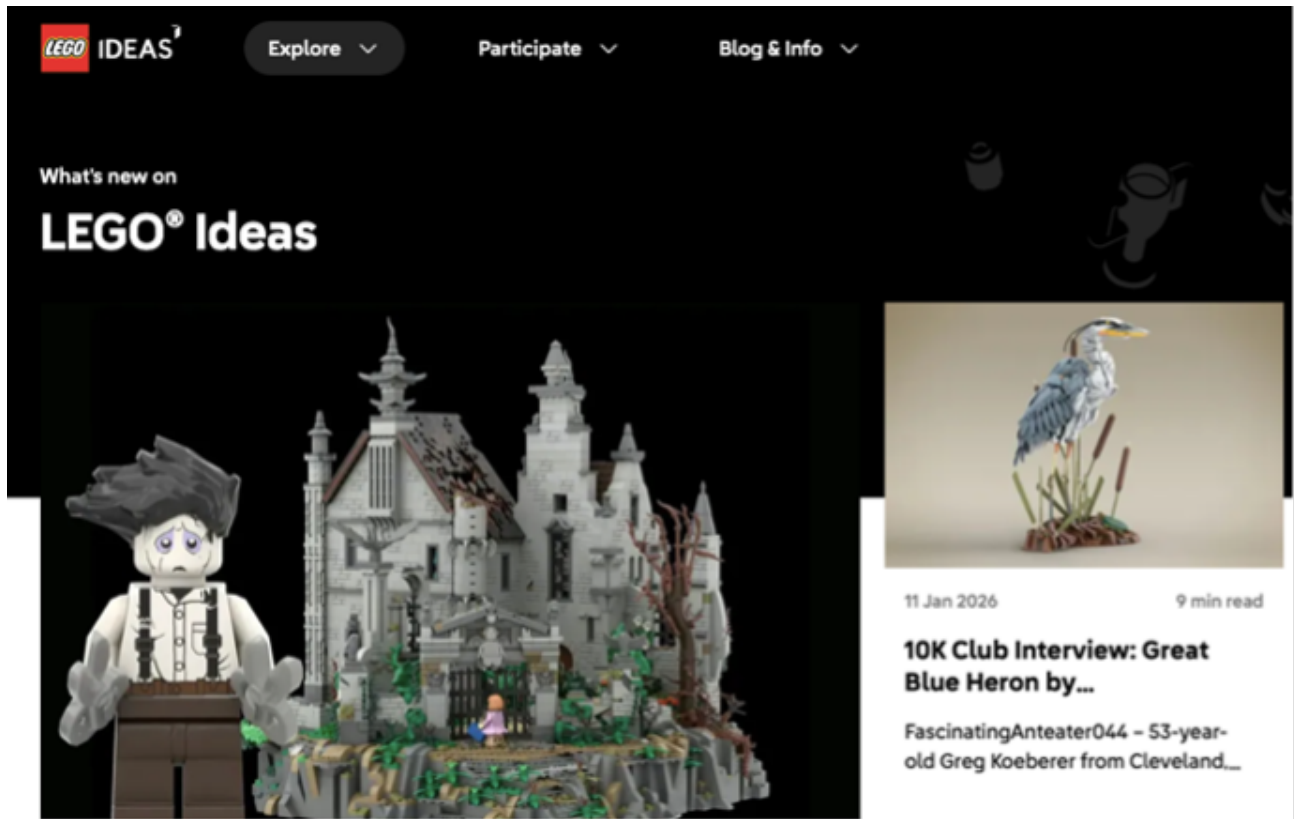 LEGO IDEAS
Explore
Participate
Blog & Info
What's new on
LEGO® Ideas
11 Jan 2026
9 min read
10K Club Interview: Great
Blue Heron by...
FascinatingAnteater044 – 53-year-
old Greg Koeberer from Cleveland,...